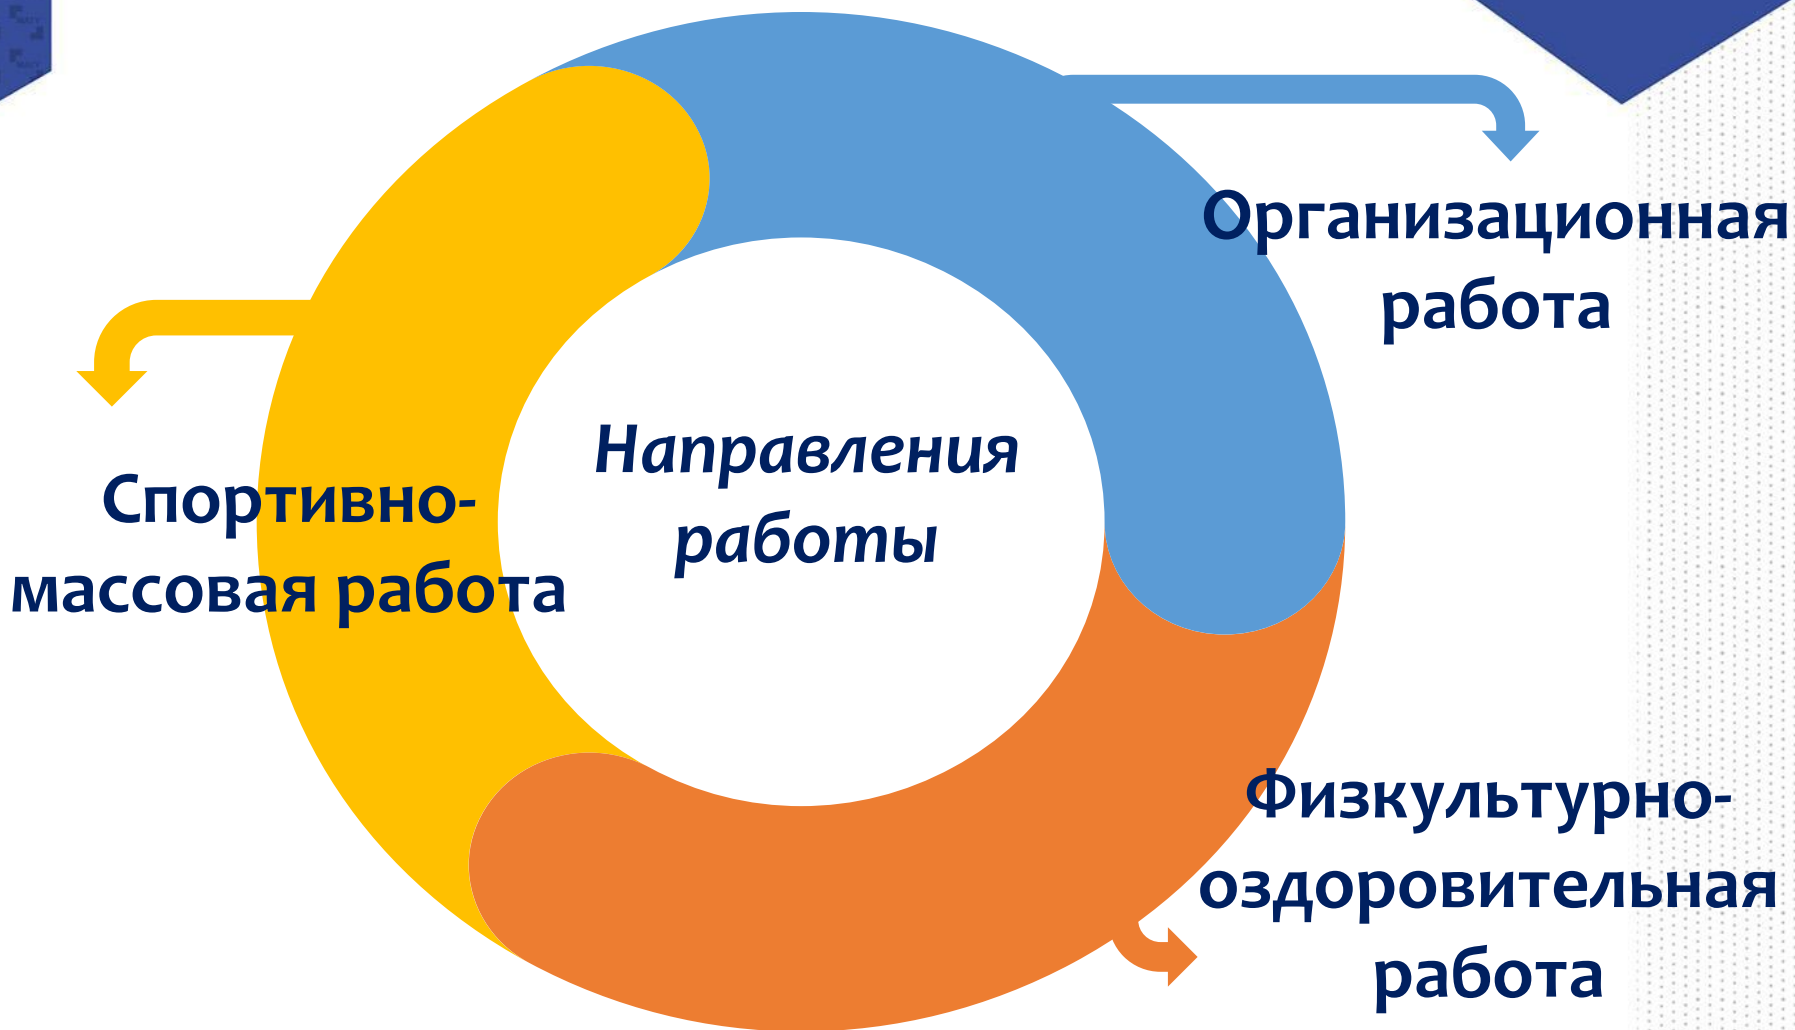 Организационная
работа
Направления
работы
Спортивно-
массовая работа
Физкультурно-
оздоровительная
работа